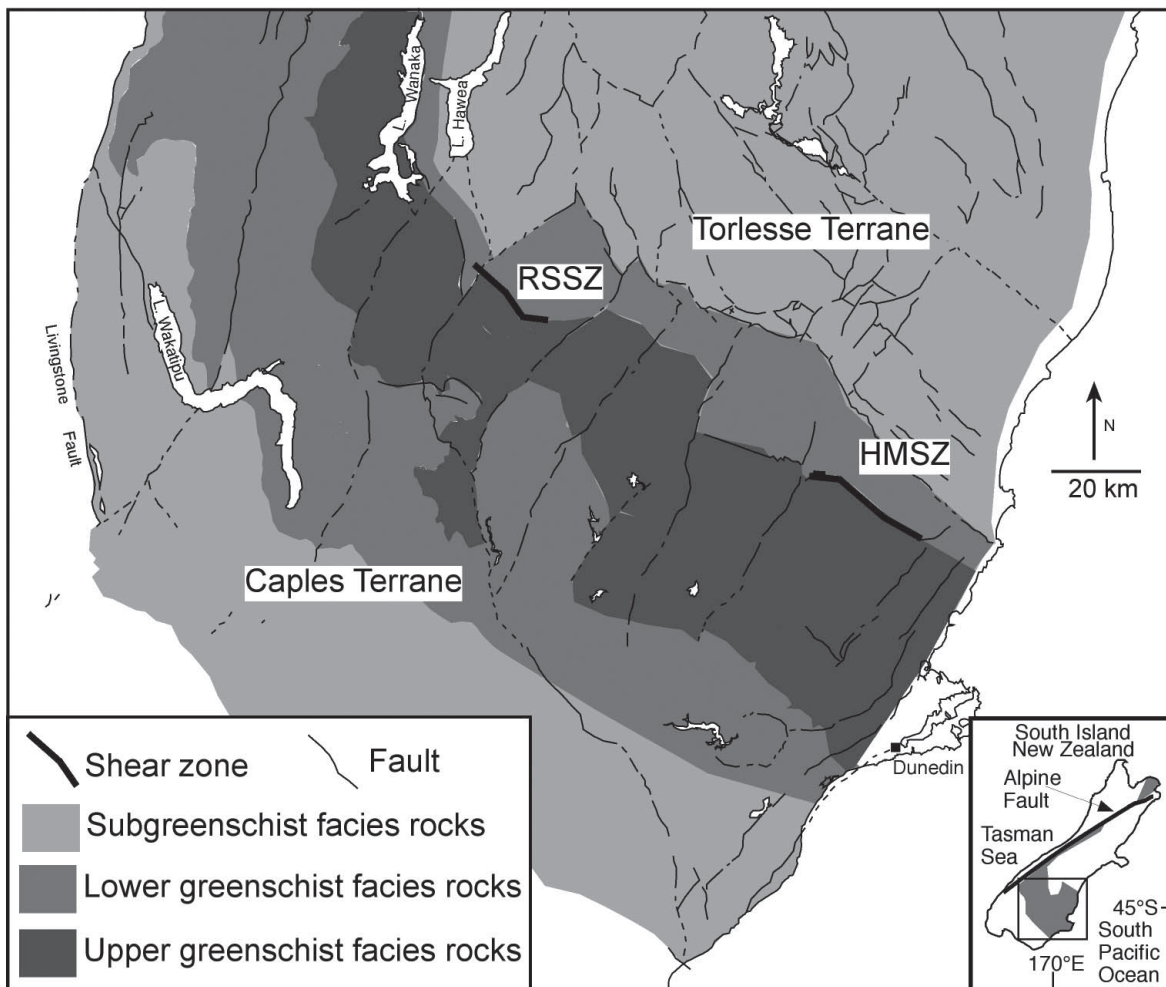 L. Wanaka
L. Hawea
Torlesse Terrane
RSSZ
L. Wakatipu
Livingstone
Fault
N
20 km
HMSZ
Caples Terrane
Dunedin
Shear zone
Fault
Subgreenschist facies rocks
Lower greenschist facies rocks
Upper greenschist facies rocks
South Island
New Zealand
Alpine
Fault
Tasman
Sea
45°S
South
Pacific
Ocean
170°E